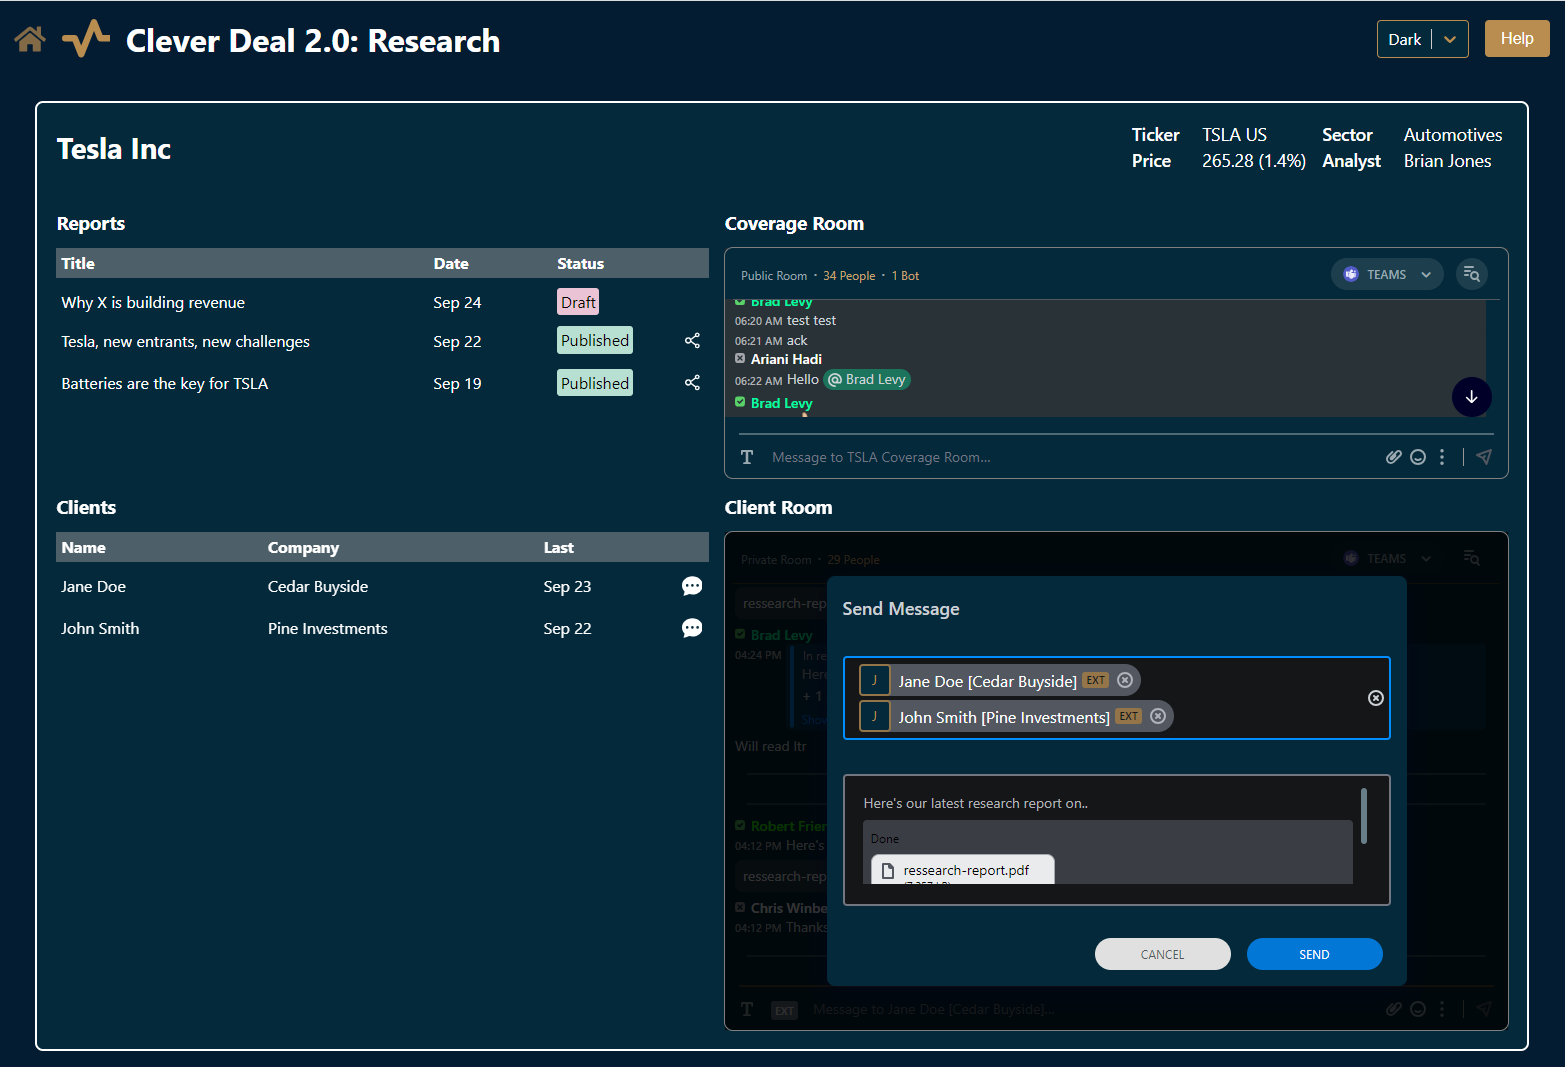 Clever Deal 2.0: Research
Dark
Help
Tesla Inc
Ticker TSLA US Sector Automotives
Price 265.28 (1.4%) Analyst Brian Jones
Reports
Title Date Status
Why X is building revenue Sep 24 Draft
Tesla, new entrants, new challenges Sep 22 Published
Batteries are the key for TSLA Sep 19 Published
Coverage Room
Public Room · 34 People · 1 Bot
TEAMS
Brad Levy
06:20 AM test test
06:21 AM ack
Ariani Hadi
06:22 AM Hello @ Brad Levy
Brad Levy
T Message to TSLA Coverage Room...
Clients
Name Company Last
Jane Doe Cedar Buyside Sep 23
John Smith Pine Investments Sep 22
Client Room
Private Room · 29 People
TEAMS
ressearch-rep
Brad Levy
04:24 PM In re
Here
+ 1
Show
Will read ltr
Robert Frier
04:12 PM Here's
ressearch-rep
Chris Winbe
04:12 PM Thanks
T EXT Message to Jane Doe [Cedar Buyside]...
Send Message
J Jane Doe [Cedar Buyside] EXT
J John Smith [Pine Investments] EXT
Here's our latest research report on..
Done
ressearch-report.pdf
CANCEL
SEND